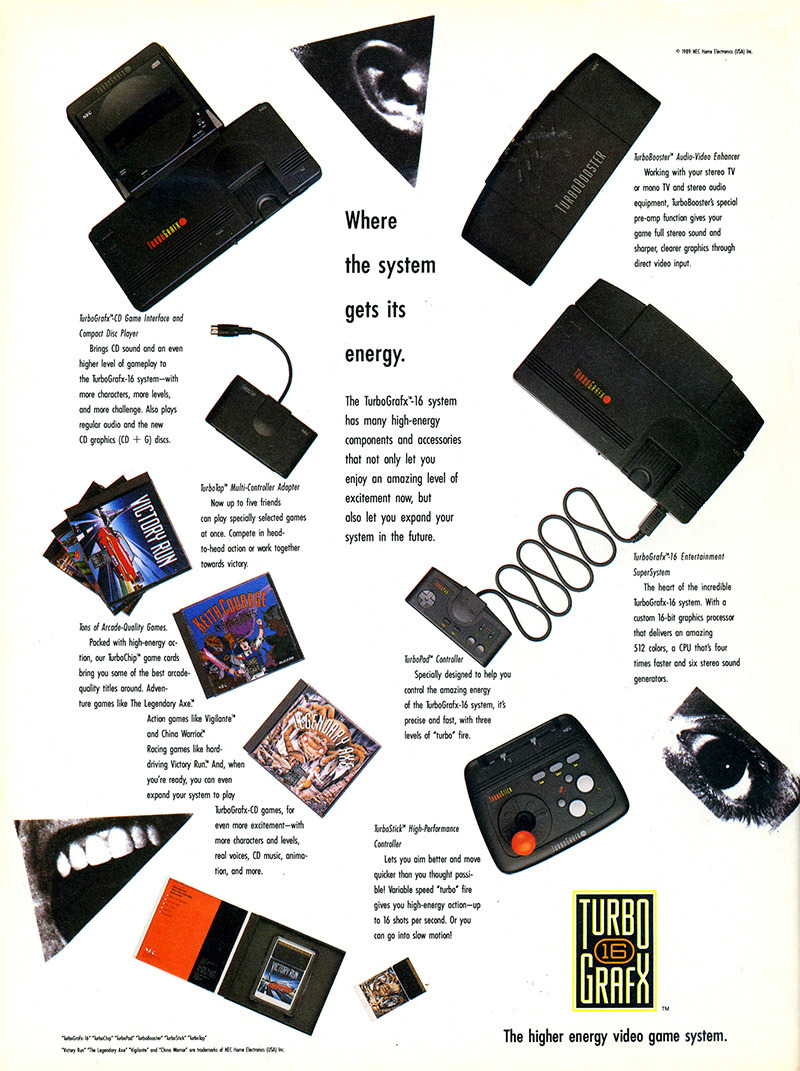 © 1989 NEC Home Electronics (USA) Inc.
Where
the system
gets its
energy.
The TurboGrafx™-16 system
has many high-energy
components and accessories
that not only let you
enjoy an amazing level of
excitement now, but
also let you expand your
system in the future.
TURBOGRAFX
NEC
TURBOGRAFX
TurboGrafx™-CD Game Interface and
Compact Disc Player
Brings CD sound and an even
higher level of gameplay to
the TurboGrafx-16 system—with
more characters, more levels,
and more challenge. Also plays
regular audio and the new
CD graphics (CD + G) discs.
NEC
TURBOBOOSTER
TurboBooster™ Audio-Video Enhancer
Working with your stereo TV
or mono TV and stereo audio
equipment, TurboBooster's special
pre-amp function gives your
game full stereo sound and
sharper, clearer graphics through
direct video input.
TurboTap™ Multi-Controller Adapter
Now up to five friends
can play specially selected games
at once. Compete in head-
to-head action or work together
towards victory.
TURBOGRAFX
TurboGrafx™-16 Entertainment
SuperSystem
The heart of the incredible
TurboGrafx-16 system. With a
custom 16-bit graphics processor
that delivers an amazing
512 colors, a CPU that's four
times faster and six stereo sound
generators.
VICTORY RUN
KEITH COURAGE
NEC
THE LEGENDARY AXE
Tons of Arcade-Quality Games.
Packed with high-energy ac-
tion, our TurboChip™ game cards
bring you some of the best arcade-
quality titles around. Adven-
ture games like The Legendary Axe.™
Action games like Vigilante™
and China Warrior.™
Racing games like hard-
driving Victory Run.™ And, when
you're ready, you can even
expand your system to play
TurboGrafx-CD games, for
even more excitement—with
more characters and levels,
real voices, CD music, anima-
tion, and more.
TurboPad™ Controller
Specially designed to help you
control the amazing energy
of the TurboGrafx-16 system, it's
precise and fast, with three
levels of "turbo" fire.
TURBOSTICK
NEC
TURBOGRAFX
TurboStick™ High-Performance
Controller
Lets you aim better and move
quicker than you thought possi-
ble! Variable speed "turbo" fire
gives you high-energy action—up
to 16 shots per second. Or you
can go into slow motion!
NEC
VICTORY RUN
TURBO
16
GRAFX
TM
The higher energy video game system.
"TurboGrafx-16" "TurboChip" "TurboPad" "TurboBooster" "TurboStick" "TurboTap"
"Victory Run" "The Legendary Axe" "Vigilante" and "China Warrior" are trademarks of NEC Home Electronics (USA) Inc.